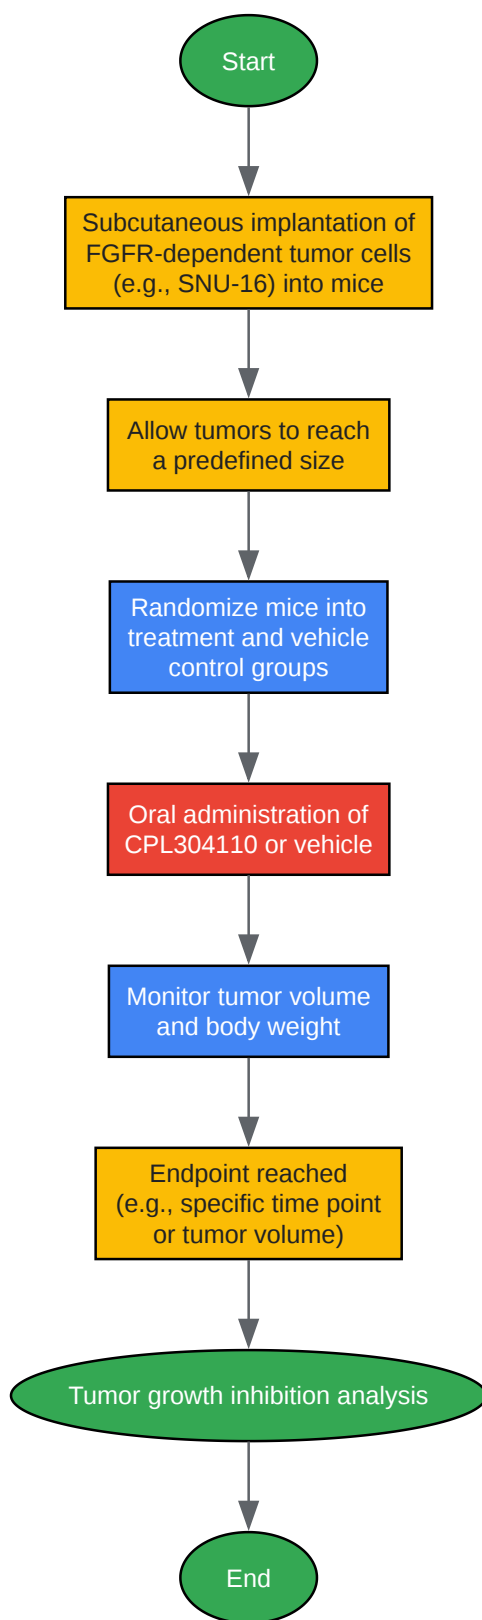 Start
Subcutaneous implantation of
FGFR-dependent tumor cells
(e.g., SNU-16) into mice
Allow tumors to reach
a predefined size
Randomize mice into
treatment and vehicle
control groups
Oral administration of
CPL304110 or vehicle
Monitor tumor volume
and body weight
Endpoint reached
(e.g., specific time point
or tumor volume)
Tumor growth inhibition analysis
End